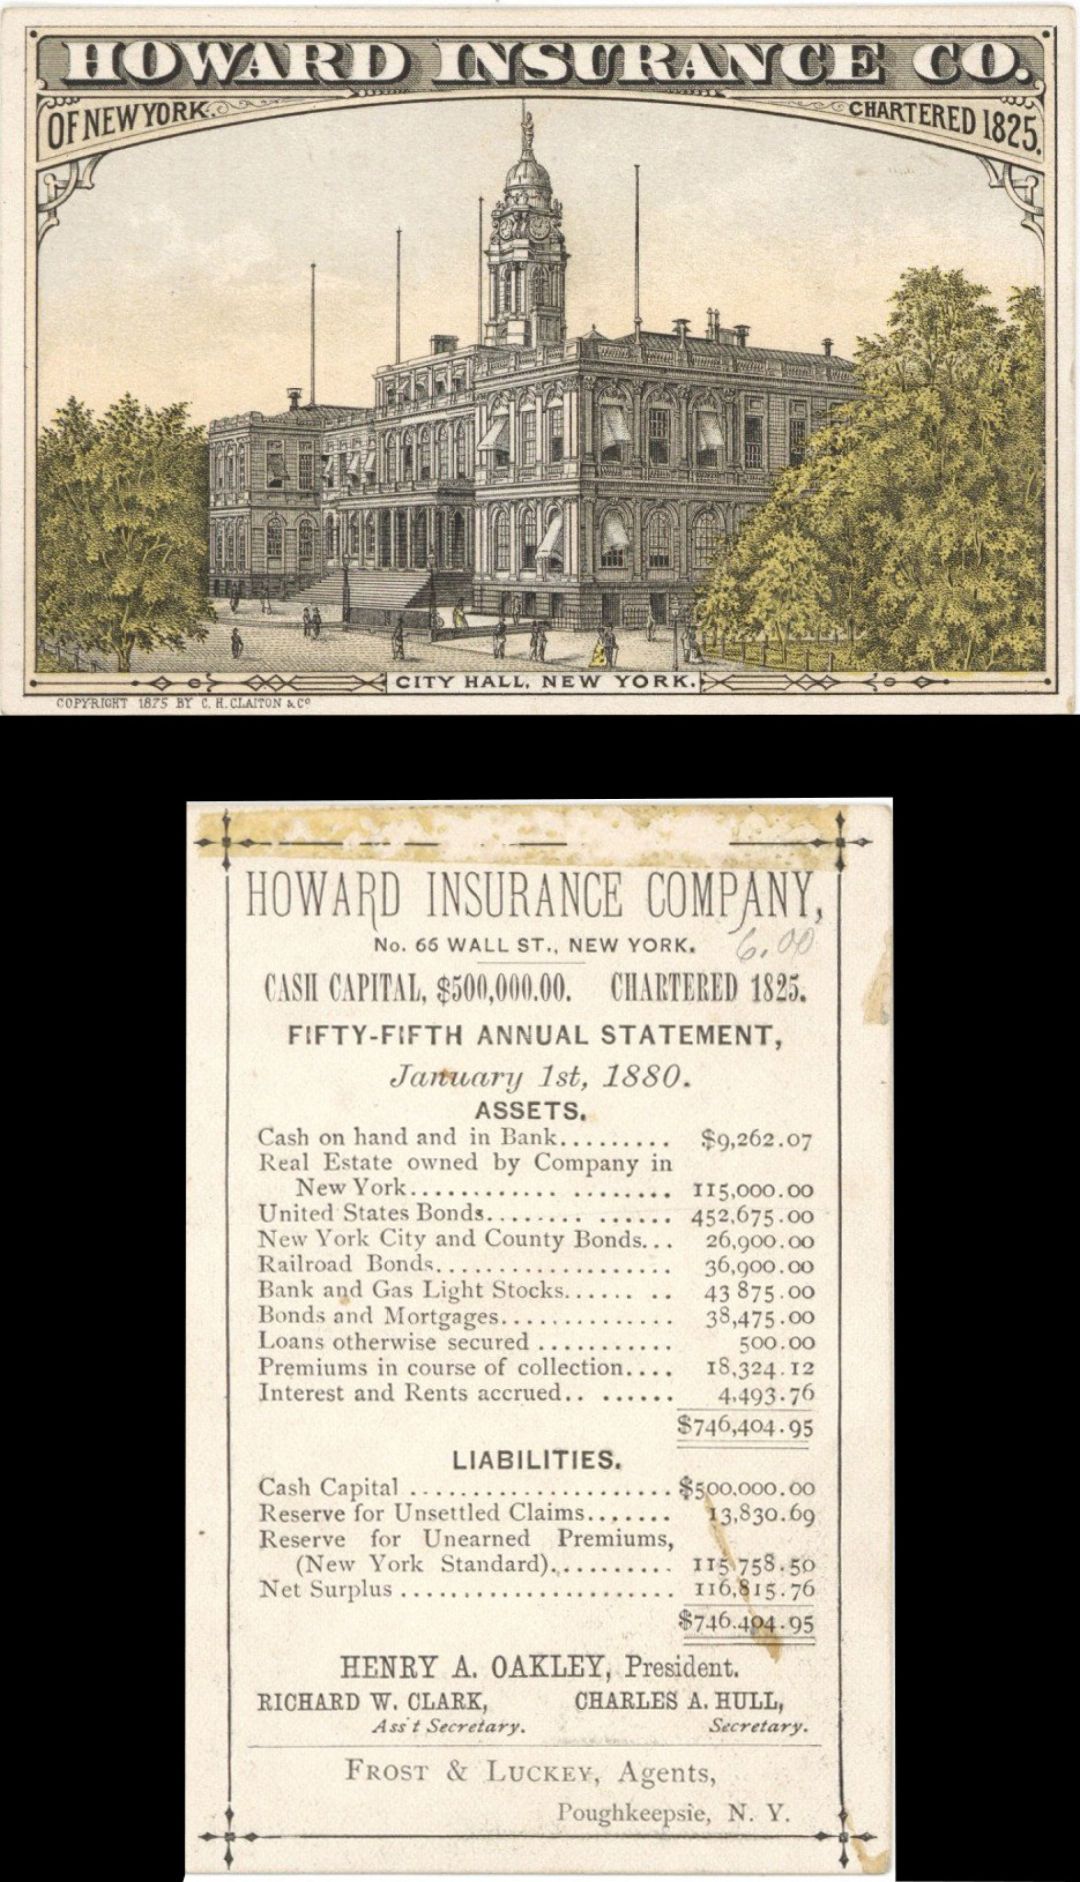 HOWARD INSURANCE CO.
OF NEW YORK. CHARTERED 1825.
CITY HALL, NEW YORK.
COPYRIGHT 1875 BY C. H. CLAITON & Co
HOWARD INSURANCE COMPANY,
No. 66 WALL ST., NEW YORK.
6.00
CASH CAPITAL, $500,000.00. CHARTERED 1825.
FIFTY-FIFTH ANNUAL STATEMENT,
January 1st, 1880.
ASSETS.
Cash on hand and in Bank......... $9,262.07
Real Estate owned by Company in
New York............ ........ 115,000.00
United States Bonds........ ...... 452,675.00
New York City and County Bonds... 26,900.00
Railroad Bonds................... 36,900.00
Bank and Gas Light Stocks...... .. 43 875.00
Bonds and Mortgages.............. 38,475.00
Loans otherwise secured ........... 500.00
Premiums in course of collection.... 18,324.12
Interest and Rents accrued.. ...... 4,493.76
$746,404.95
LIABILITIES.
Cash Capital ..................... $500,000.00
Reserve for Unsettled Claims....... 13,830.69
Reserve for Unearned Premiums,
(New York Standard).......... 115 758.50
Net Surplus ...................... 116,815.76
$746.404.95
HENRY A. OAKLEY, President.
RICHARD W. CLARK, CHARLES A. HULL,
Ass't Secretary. Secretary.
FROST & LUCKEY, Agents,
Poughkeepsie, N. Y.